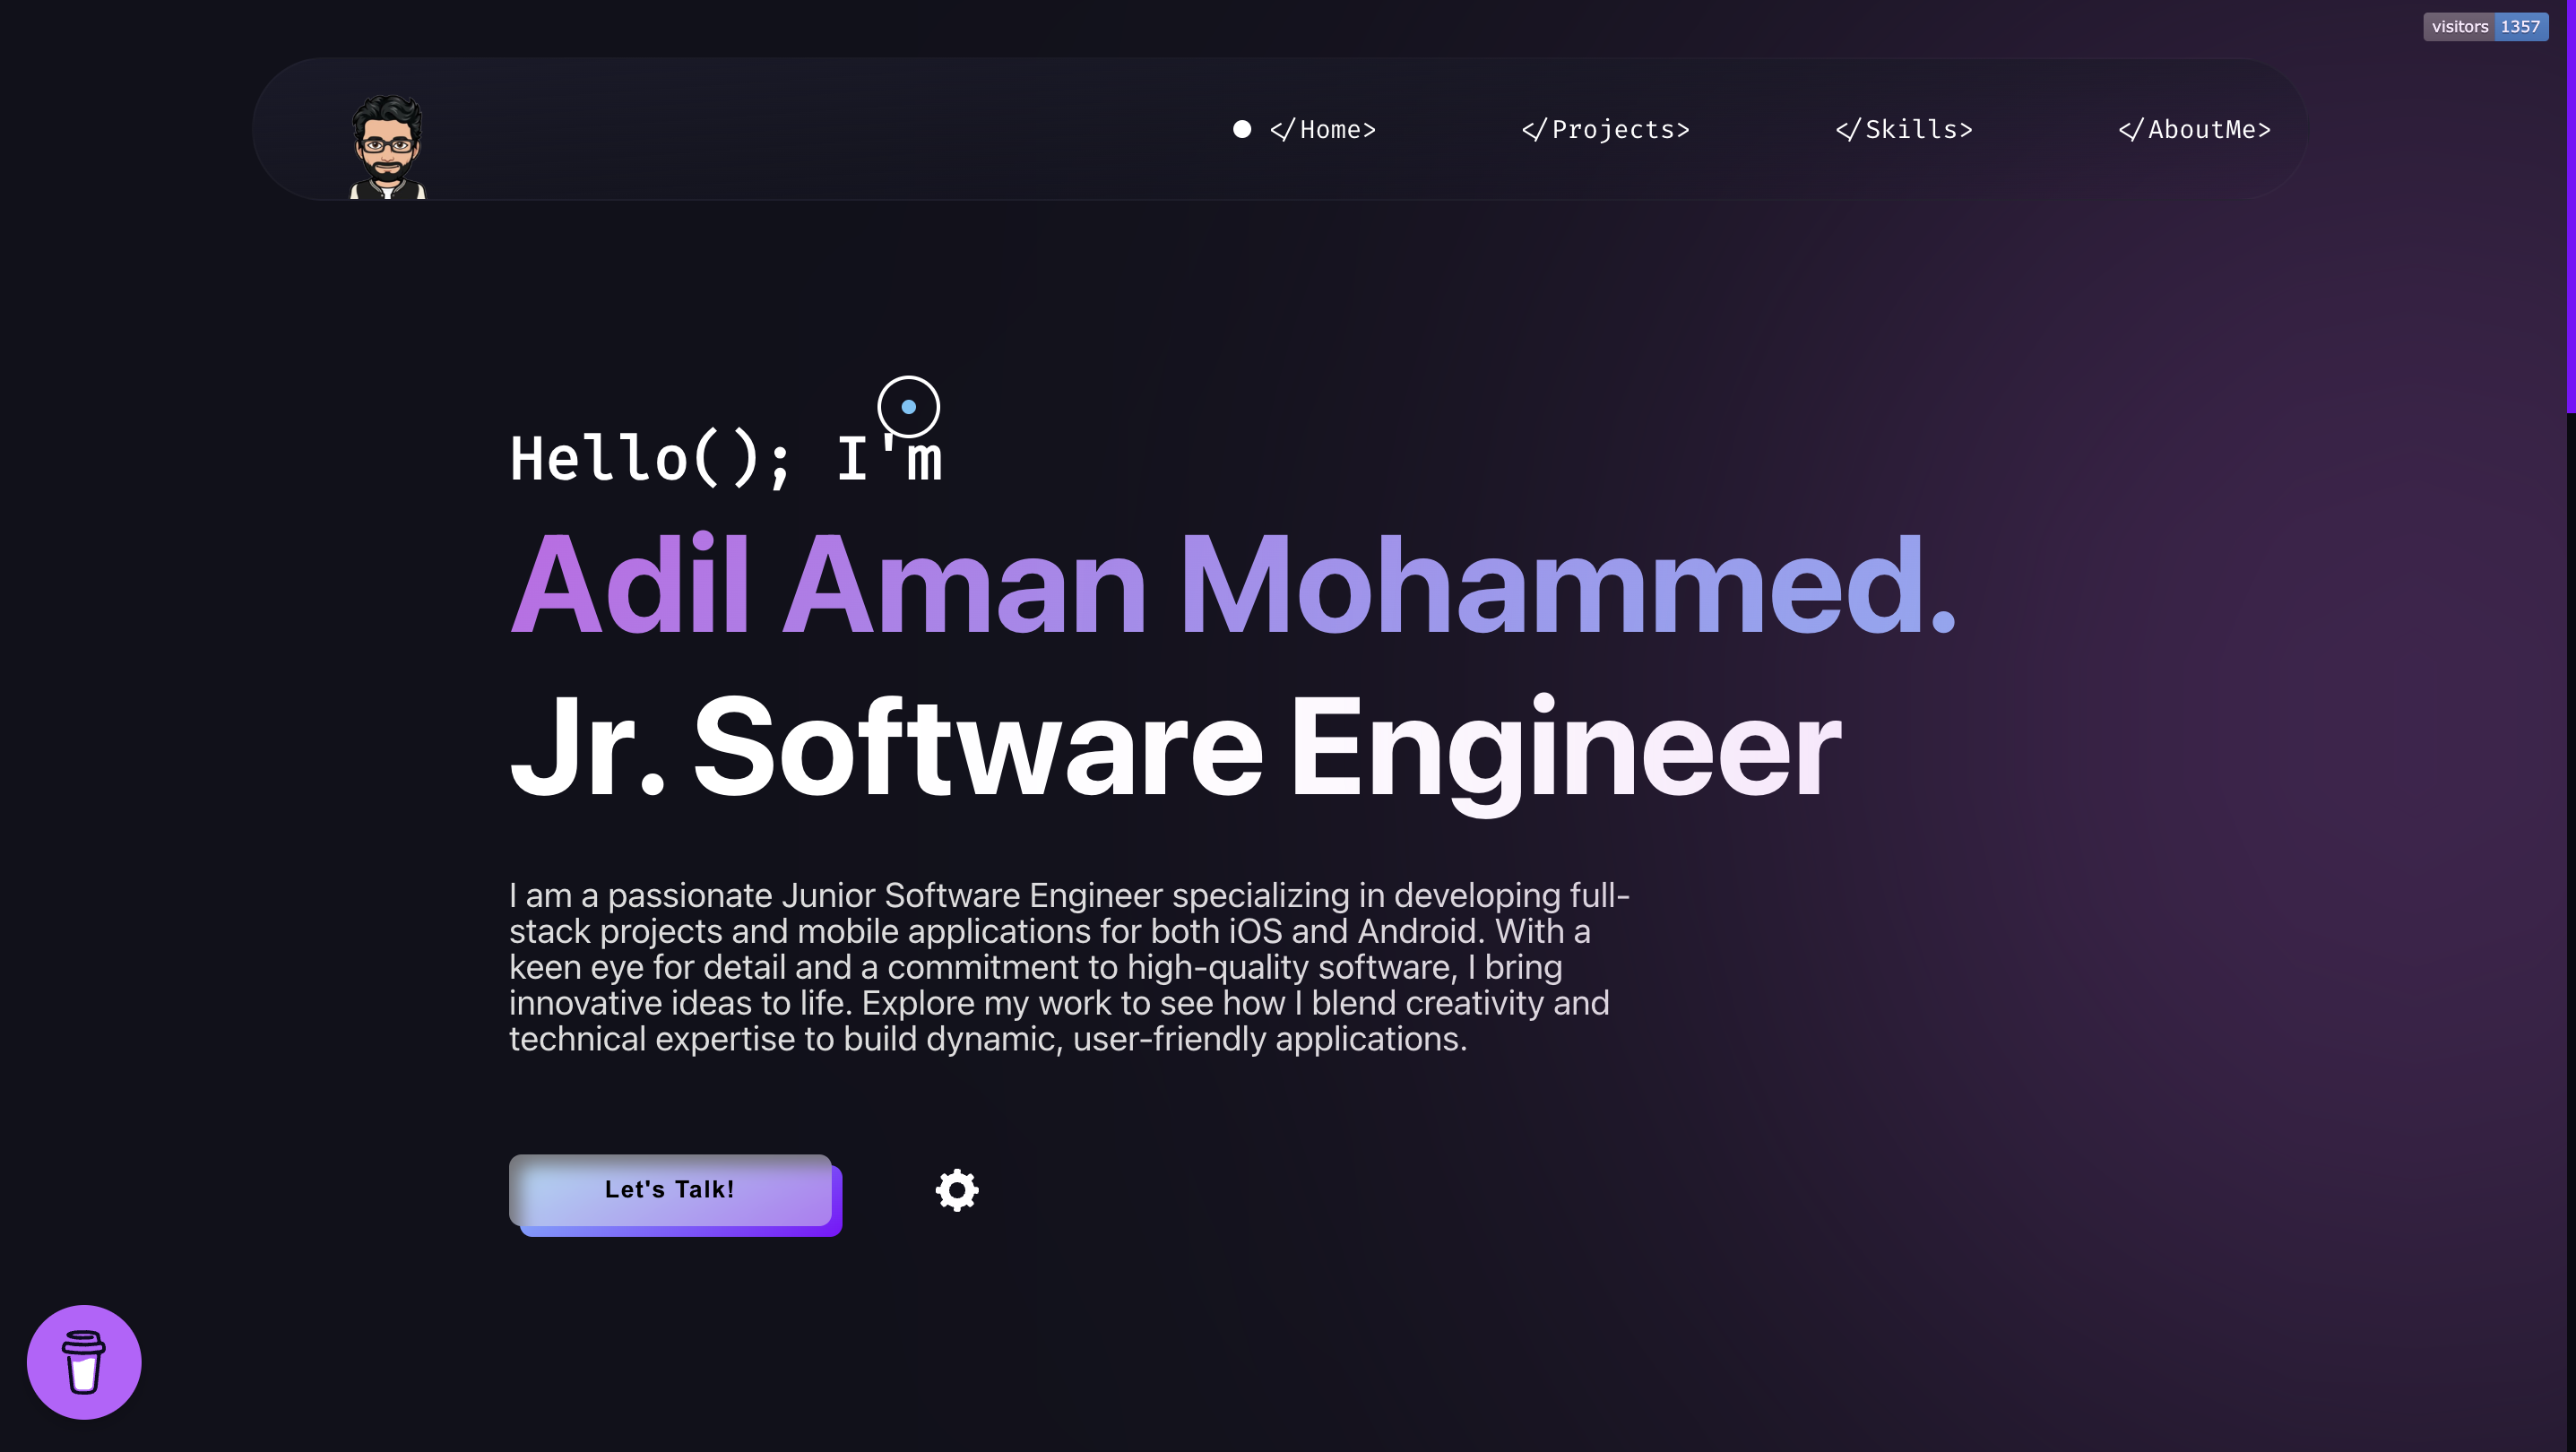 visitors 1357
</Home>
</Projects>
</Skills>
</AboutMe>
Hello(); I'm
Adil Aman Mohammed.
Jr. Software Engineer
I am a passionate Junior Software Engineer specializing in developing full-
stack projects and mobile applications for both iOS and Android. With a
keen eye for detail and a commitment to high-quality software, I bring
innovative ideas to life. Explore my work to see how I blend creativity and
technical expertise to build dynamic, user-friendly applications.
Let's Talk!